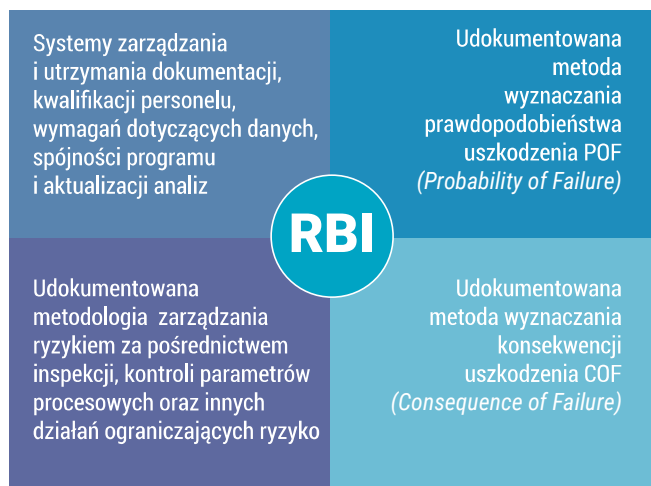 Systemy zarządzania
i utrzymania dokumentacji,
kwalifikacji personelu,
wymagań dotyczących danych,
spójności programu
i aktualizacji analiz
Udokumentowana
metoda
wyznaczania
prawdopodobieństwa
uszkodzenia POF
(Probability of Failure)
RBI
Udokumentowana
metodologia zarządzania
ryzykiem za pośrednictwem
inspekcji, kontroli parametrów
procesowych oraz innych
działań ograniczających ryzyko
Udokumentowana
metoda wyznaczania
konsekwencji
uszkodzenia COF
(Consequence of Failure)